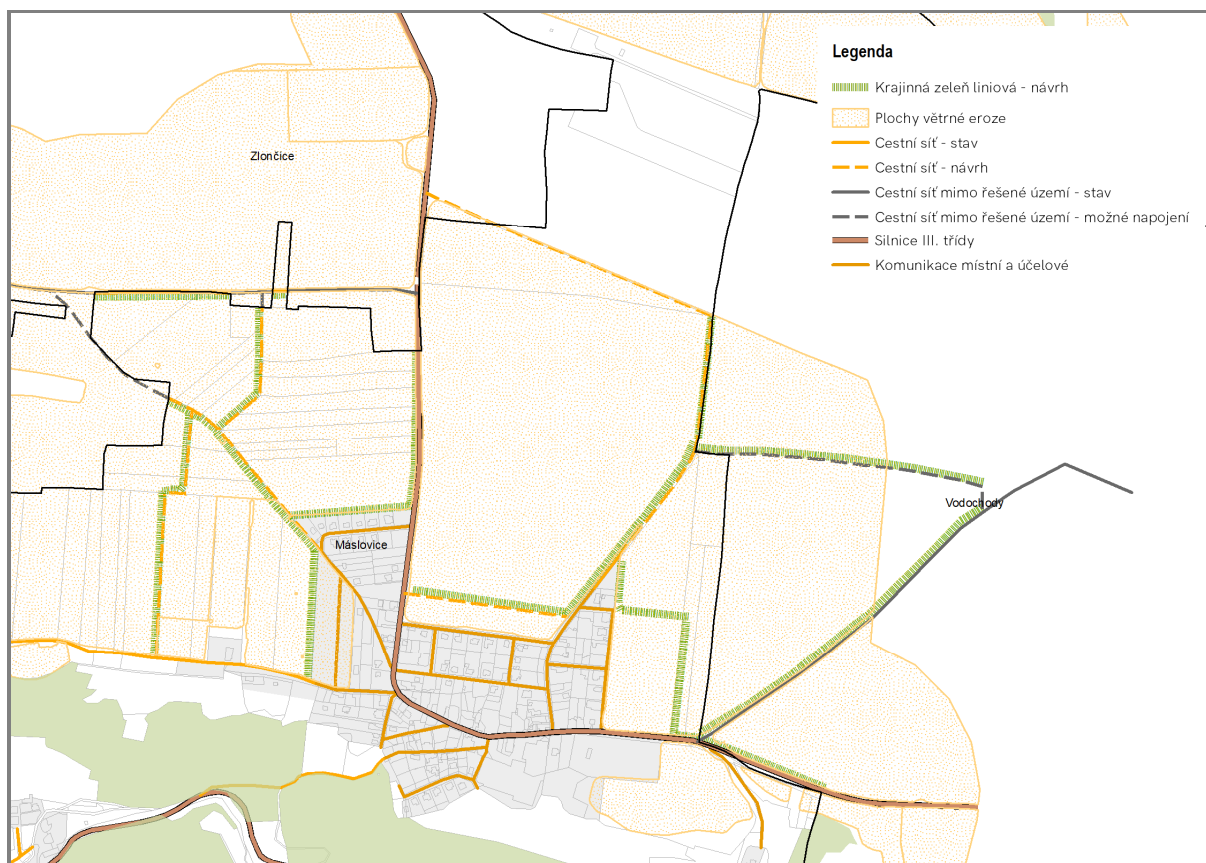 Legenda
Krajinná zeleň liniová - návrh
Plochy větrné eroze
Cestní síť - stav
Cestní síť - návrh
Cestní síť mimo řešené území - stav
Cestní síť mimo řešené území - možné napojení
Silnice III. třídy
Komunikace místní a účelové
Zlončice
Vodochody
Máslovice